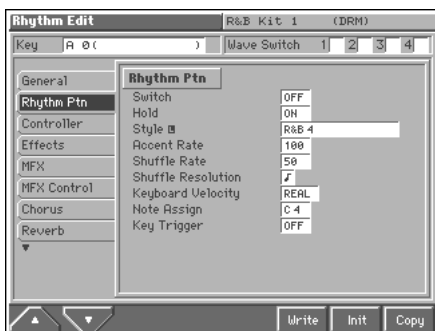 Rhythm Edit R&B Kit 1 (DRM)
Key A 0( ) Wave Switch 1 2 3 4
General
Rhythm Ptn
Controller
Effects
MFX
MFX Control
Chorus
Reverb
Rhythm Ptn
Switch OFF
Hold ON
Style L R&B 4
Accent Rate 100
Shuffle Rate 50
Shuffle Resolution
Keyboard Velocity REAL
Note Assign C 4
Key Trigger OFF
Write Init Copy